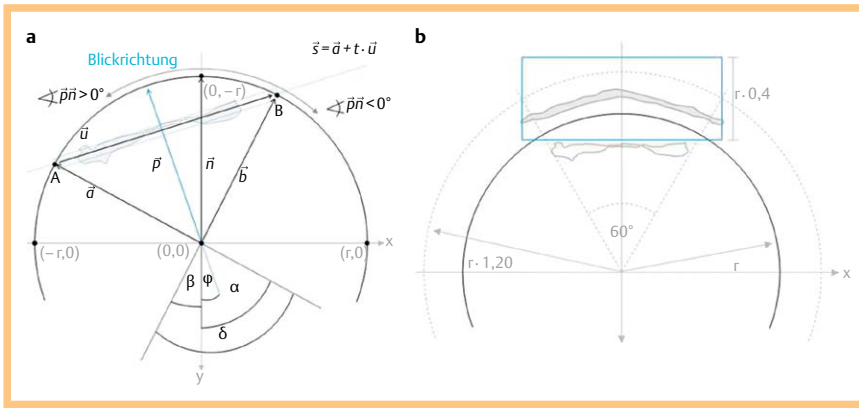 a
Blickrichtung
s⃗ = a⃗ + t · u⃗
∢p⃗n⃗ > 0°
(0, – r)
B
∢p⃗n⃗ < 0°
u⃗
A
a⃗
p⃗
n⃗
b⃗
(– r,0)
(0,0)
(r,0)
x
β
φ
α
δ
y
b
r · 0,4
60°
r · 1,20
r
x